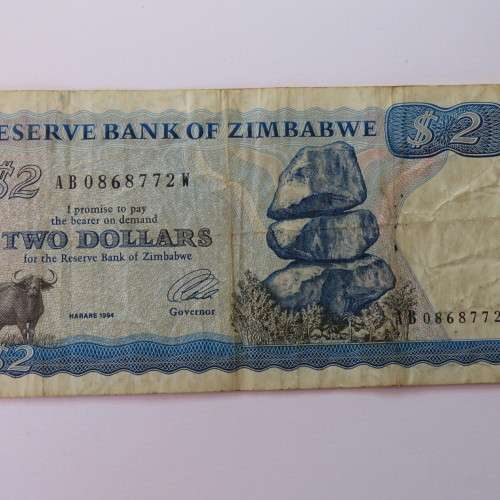 ESERVE BANK OF ZIMBABWE
$2
$2
AB0868772W
I promise to pay
the bearer on demand
TWO DOLLARS
for the Reserve Bank of Zimbabwe
HARARE 1994
Governor
AB0868772
$2